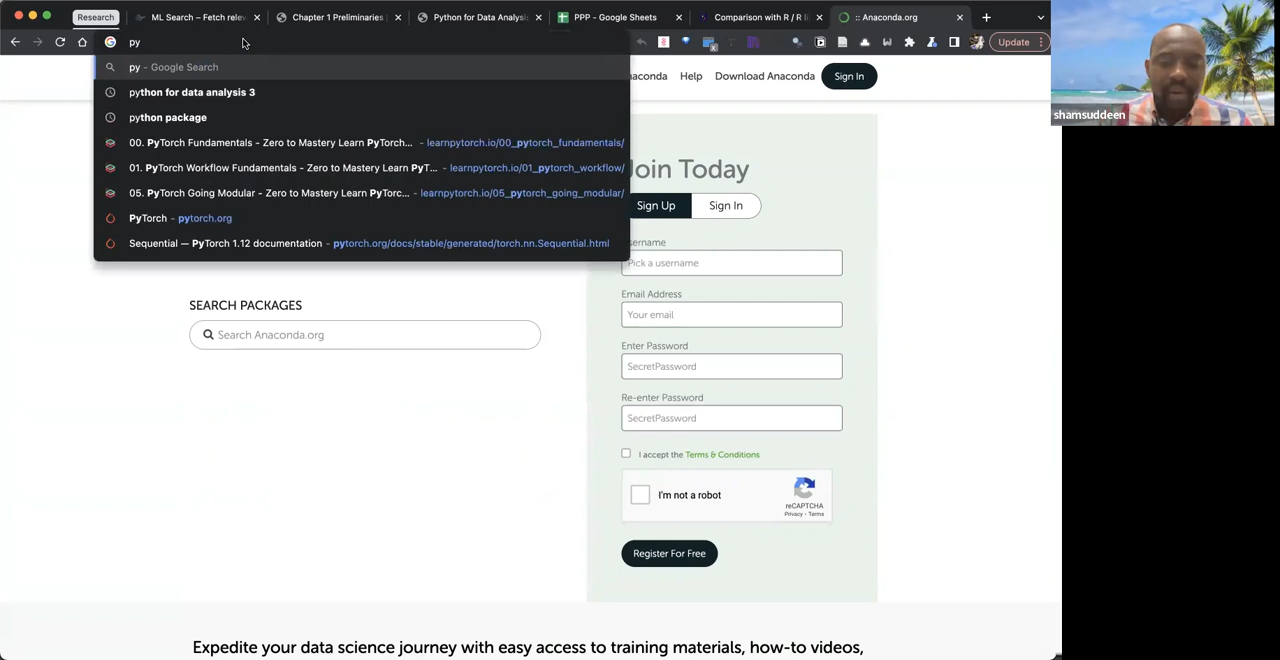 Research
ML Search – Fetch relev
Chapter 1 Preliminaries
Python for Data Analysi
PPP - Google Sheets
Comparison with R / R li
:: Anaconda.org
py
Update
py – Google Search
python for data analysis 3
python package
00. PyTorch Fundamentals - Zero to Mastery Learn PyTorch... - learnpytorch.io/00_pytorch_fundamentals/
01. PyTorch Workflow Fundamentals - Zero to Mastery Learn PyT... - learnpytorch.io/01_pytorch_workflow/
05. PyTorch Going Modular - Zero to Mastery Learn PyTorc... - learnpytorch.io/05_pytorch_going_modular/
PyTorch - pytorch.org
Sequential — PyTorch 1.12 documentation - pytorch.org/docs/stable/generated/torch.nn.Sequential.html
naconda Help Download Anaconda Sign In
shamsuddeen
Join Today
Sign Up Sign In
sername
Pick a username
Email Address
Your email
SEARCH PACKAGES
Search Anaconda.org
Enter Password
SecretPassword
Re-enter Password
SecretPassword
I accept the Terms & Conditions
I'm not a robot
reCAPTCHA
Privacy - Terms
Register For Free
Expedite your data science journey with easy access to training materials, how-to videos,